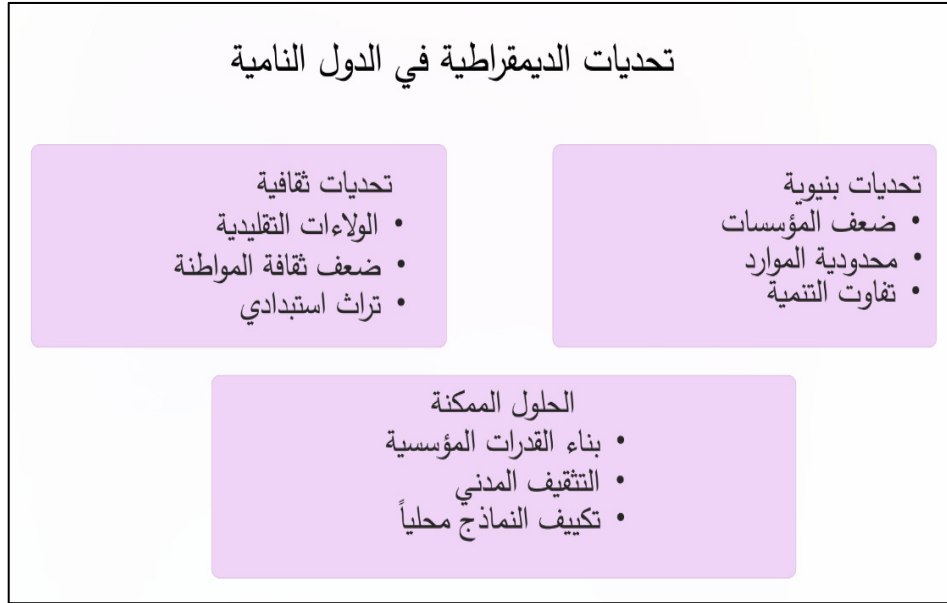 تحديات الديمقراطية في الدول النامية
تحديات بنيوية
• ضعف المؤسسات
• محدودية الموارد
• تفاوت التنمية
تحديات ثقافية
• الولاءات التقليدية
• ضعف ثقافة المواطنة
• تراث استبدادي
الحلول الممكنة
• بناء القدرات المؤسسية
• التثقيف المدني
• تكييف النماذج محلياً